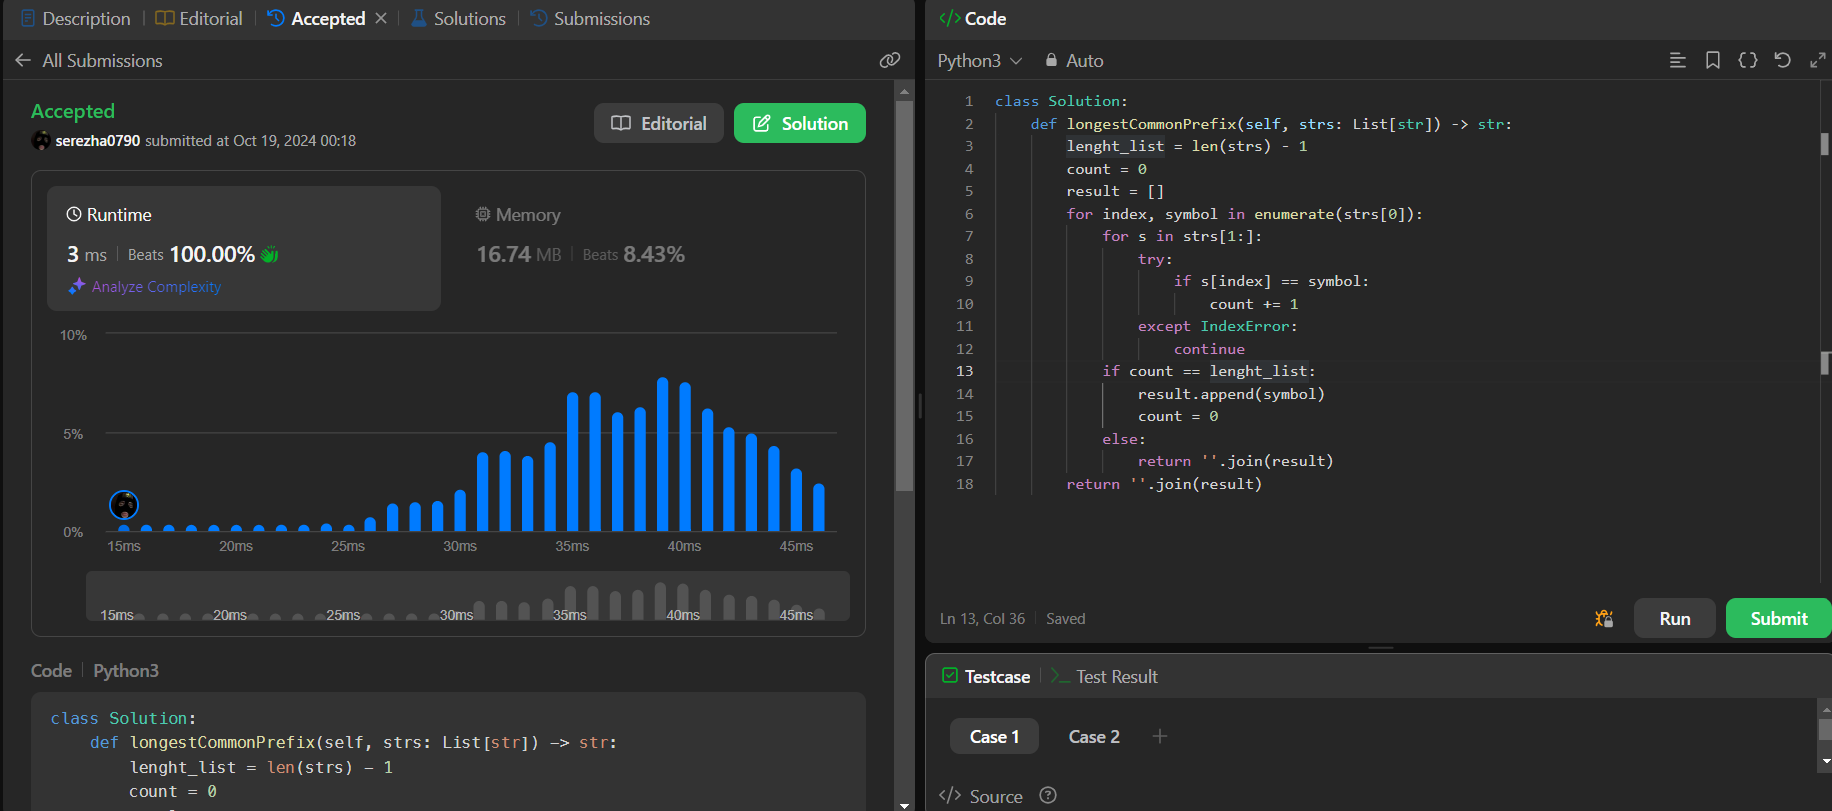 Description | Editorial | Accepted | Solutions | Submissions
All Submissions
Accepted
serezha0790 submitted at Oct 19, 2024 00:18
Editorial
Solution
Runtime
3 ms | Beats 100.00%
Analyze Complexity
Memory
16.74 MB | Beats 8.43%
10%
5%
0%
15ms 20ms 25ms 30ms 35ms 40ms 45ms
15ms 20ms 25ms 30ms 35ms 40ms 45ms
Code | Python3
class Solution:
def longestCommonPrefix(self, strs: List[str]) -> str:
lenght_list = len(strs) - 1
count = 0
</> Code
Python3 Auto
1 class Solution:
2 def longestCommonPrefix(self, strs: List[str]) -> str:
3 lenght_list = len(strs) - 1
4 count = 0
5 result = []
6 for index, symbol in enumerate(strs[0]):
7 for s in strs[1:]:
8 try:
9 if s[index] == symbol:
10 count += 1
11 except IndexError:
12 continue
13 if count == lenght_list:
14 result.append(symbol)
15 count = 0
16 else:
17 return ''.join(result)
18 return ''.join(result)
Ln 13, Col 36 | Saved
Run
Submit
Testcase | Test Result
Case 1 Case 2 +
</> Source ?